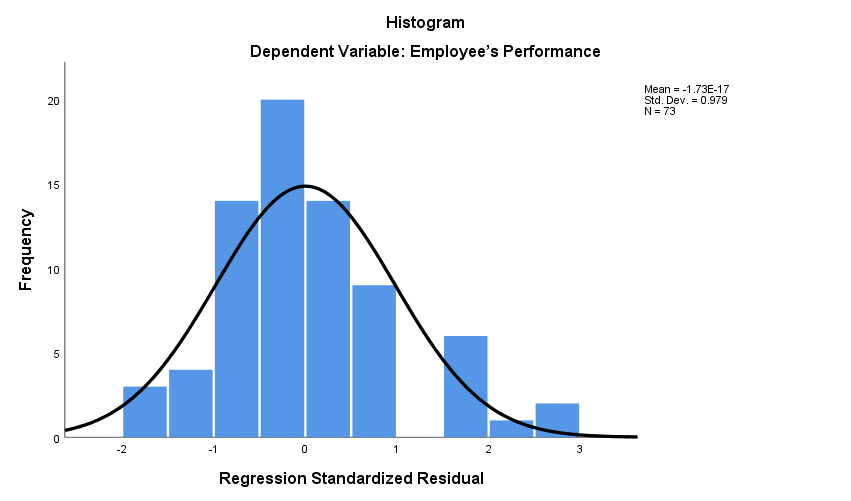 Histogram
Dependent Variable: Employee’s Performance
Mean = -1.73E-17
Std. Dev. = 0.979
N = 73
Frequency
20
15
10
5
0
-2
-1
0
1
2
3
Regression Standardized Residual